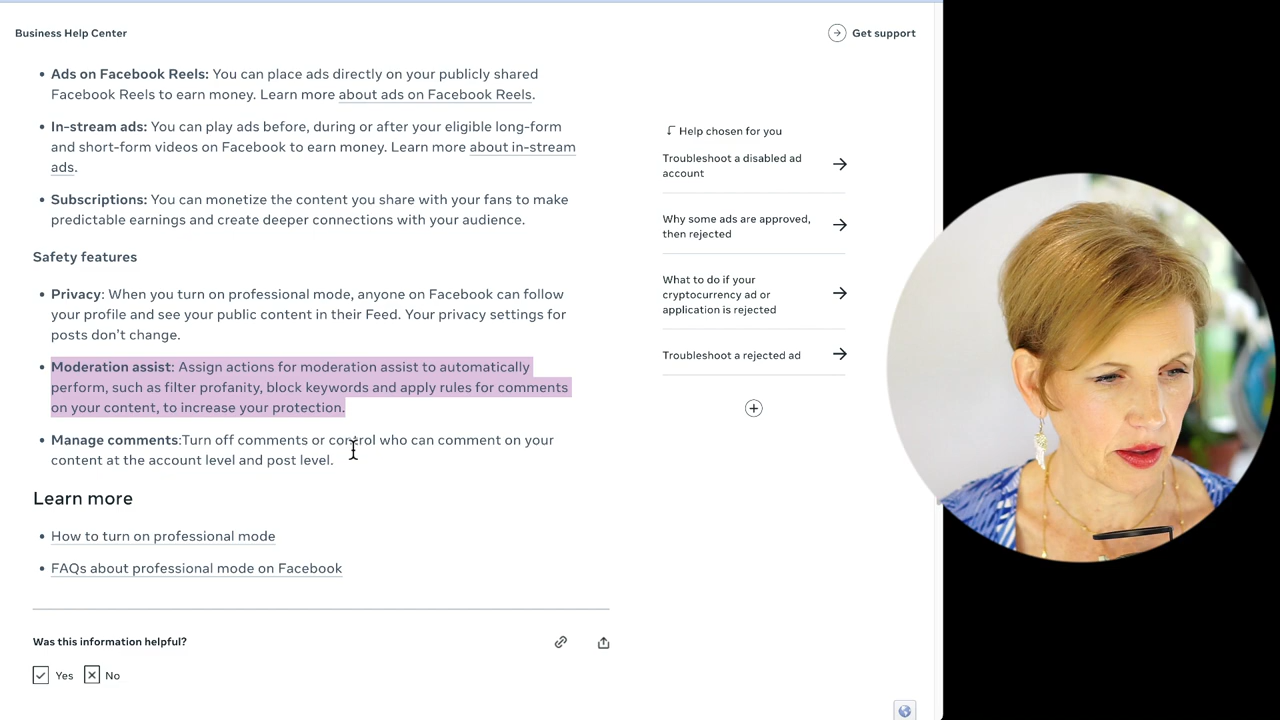 Business Help Center
Get support
• Ads on Facebook Reels: You can place ads directly on your publicly shared
Facebook Reels to earn money. Learn more about ads on Facebook Reels.
• In-stream ads: You can play ads before, during or after your eligible long-form
and short-form videos on Facebook to earn money. Learn more about in-stream
ads.
• Subscriptions: You can monetize the content you share with your fans to make
predictable earnings and create deeper connections with your audience.
Safety features
• Privacy: When you turn on professional mode, anyone on Facebook can follow
your profile and see your public content in their Feed. Your privacy settings for
posts don’t change.
• Moderation assist: Assign actions for moderation assist to automatically
perform, such as filter profanity, block keywords and apply rules for comments
on your content, to increase your protection.
• Manage comments:Turn off comments or control who can comment on your
content at the account level and post level.
Learn more
• How to turn on professional mode
• FAQs about professional mode on Facebook
Was this information helpful?
Yes
No
Help chosen for you
Troubleshoot a disabled ad
account
Why some ads are approved,
then rejected
What to do if your
cryptocurrency ad or
application is rejected
Troubleshoot a rejected ad